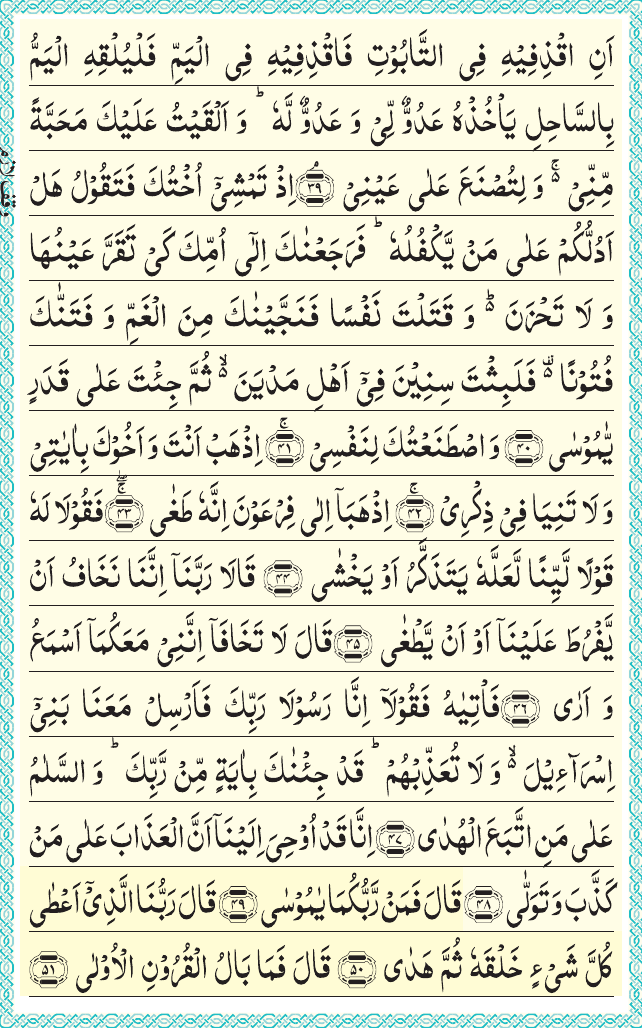 اَنِ اقْذِفِيْهِ فِى التَّابُوْتِ فَاقْذِفِيْهِ فِى الْيَمِّ فَلْيُلْقِهِ الْيَمُّ
بِالسَّاحِلِ يَاْخُذْهُ عَدُوٌّ لِّىْ وَ عَدُوٌّ لَّهٗ ؕ وَ اَلْقَيْتُ عَلَيْكَ مَحَبَّةً
مِّنِّىْ ۚ۬ وَ لِتُصْنَعَ عَلٰى عَيْنِىْ ﴿۳۹﴾ اِذْ تَمْشِىْۤ اُخْتُكَ فَتَقُوْلُ هَلْ
اَدُلُّكُمْ عَلٰى مَنْ يَّكْفُلُهٗ ؕ فَرَجَعْنٰكَ اِلٰٓى اُمِّكَ كَىْ تَقَرَّ عَيْنُهَا
وَ لَا تَحْزَنَ ؕ۬ وَ قَتَلْتَ نَفْسًا فَنَجَّيْنٰكَ مِنَ الْغَمِّ وَ فَتَنّٰكَ
فُتُوْنًا ۬۟ فَلَبِثْتَ سِنِيْنَ فِىْۤ اَهْلِ مَدْيَنَ ۬ۙ ثُمَّ جِئْتَ عَلٰى قَدَرٍ
يّٰمُوْسٰى ﴿۴۰﴾ وَ اصْطَنَعْتُكَ لِنَفْسِىْ ۚ﴿۴۱﴾ اِذْهَبْ اَنْتَ وَ اَخُوْكَ بِاٰيٰتِىْ
وَ لَا تَنِيَا فِىْ ذِكْرِىْ ۚ﴿۴۲﴾ اِذْهَبَاۤ اِلٰى فِرْعَوْنَ اِنَّهٗ طَغٰى ۚۖ﴿۴۳﴾ فَقُوْلَا لَهٗ
قَوْلًا لَّيِّنًا لَّعَلَّهٗ يَتَذَكَّرُ اَوْ يَخْشٰى ﴿۴۴﴾ قَالَا رَبَّنَاۤ اِنَّنَا نَخَافُ اَنْ
يَّفْرُطَ عَلَيْنَاۤ اَوْ اَنْ يَّطْغٰى ﴿۴۵﴾ قَالَ لَا تَخَافَاۤ اِنَّنِىْ مَعَكُمَاۤ اَسْمَعُ
وَ اَرٰى ﴿۴۶﴾ فَاْتِيٰهُ فَقُوْلَاۤ اِنَّا رَسُوْلَا رَبِّكَ فَاَرْسِلْ مَعَنَا بَنِىْۤ
اِسْرَآءِيْلَ ۬ۙ وَ لَا تُعَذِّبْهُمْ ؕ قَدْ جِئْنٰكَ بِاٰيَةٍ مِّنْ رَّبِّكَ ؕ وَ السَّلٰمُ
عَلٰى مَنِ اتَّبَعَ الْهُدٰى ﴿۴۷﴾ اِنَّا قَدْ اُوْحِىَ اِلَيْنَاۤ اَنَّ الْعَذَابَ عَلٰى مَنْ
كَذَّبَ وَ تَوَلّٰى ﴿۴۸﴾ قَالَ فَمَنْ رَّبُّكُمَا يٰمُوْسٰى ﴿۴۹﴾ قَالَ رَبُّنَا الَّذِىْۤ اَعْطٰى
كُلَّ شَىْءٍ خَلْقَهٗ ثُمَّ هَدٰى ﴿۵۰﴾ قَالَ فَمَا بَالُ الْقُرُوْنِ الْاُوْلٰى ﴿۵۱﴾